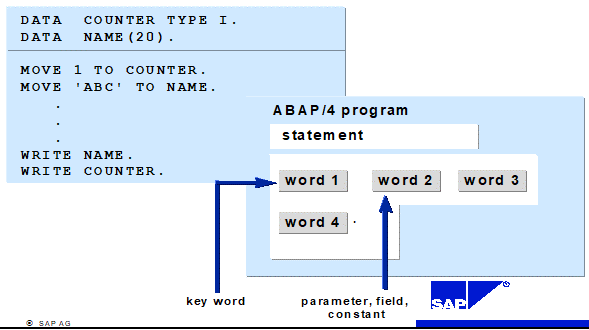 DATA COUNTER TYPE I.
DATA NAME(20).
MOVE 1 TO COUNTER.
MOVE 'ABC' TO NAME.
.
.
.
WRITE NAME.
WRITE COUNTER.
ABAP/4 program
statement
word 1 word 2 word 3
word 4 .
key word
parameter, field,
constant
SAP
R
© SAP AG